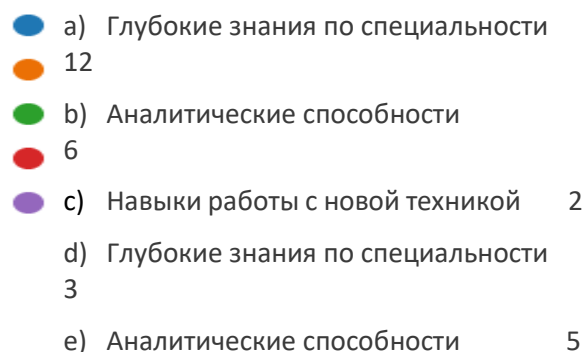 a) Глубокие знания по специальности
12
b) Аналитические способности
6
c) Навыки работы с новой техникой 2
d) Глубокие знания по специальности
3
e) Аналитические способности 5